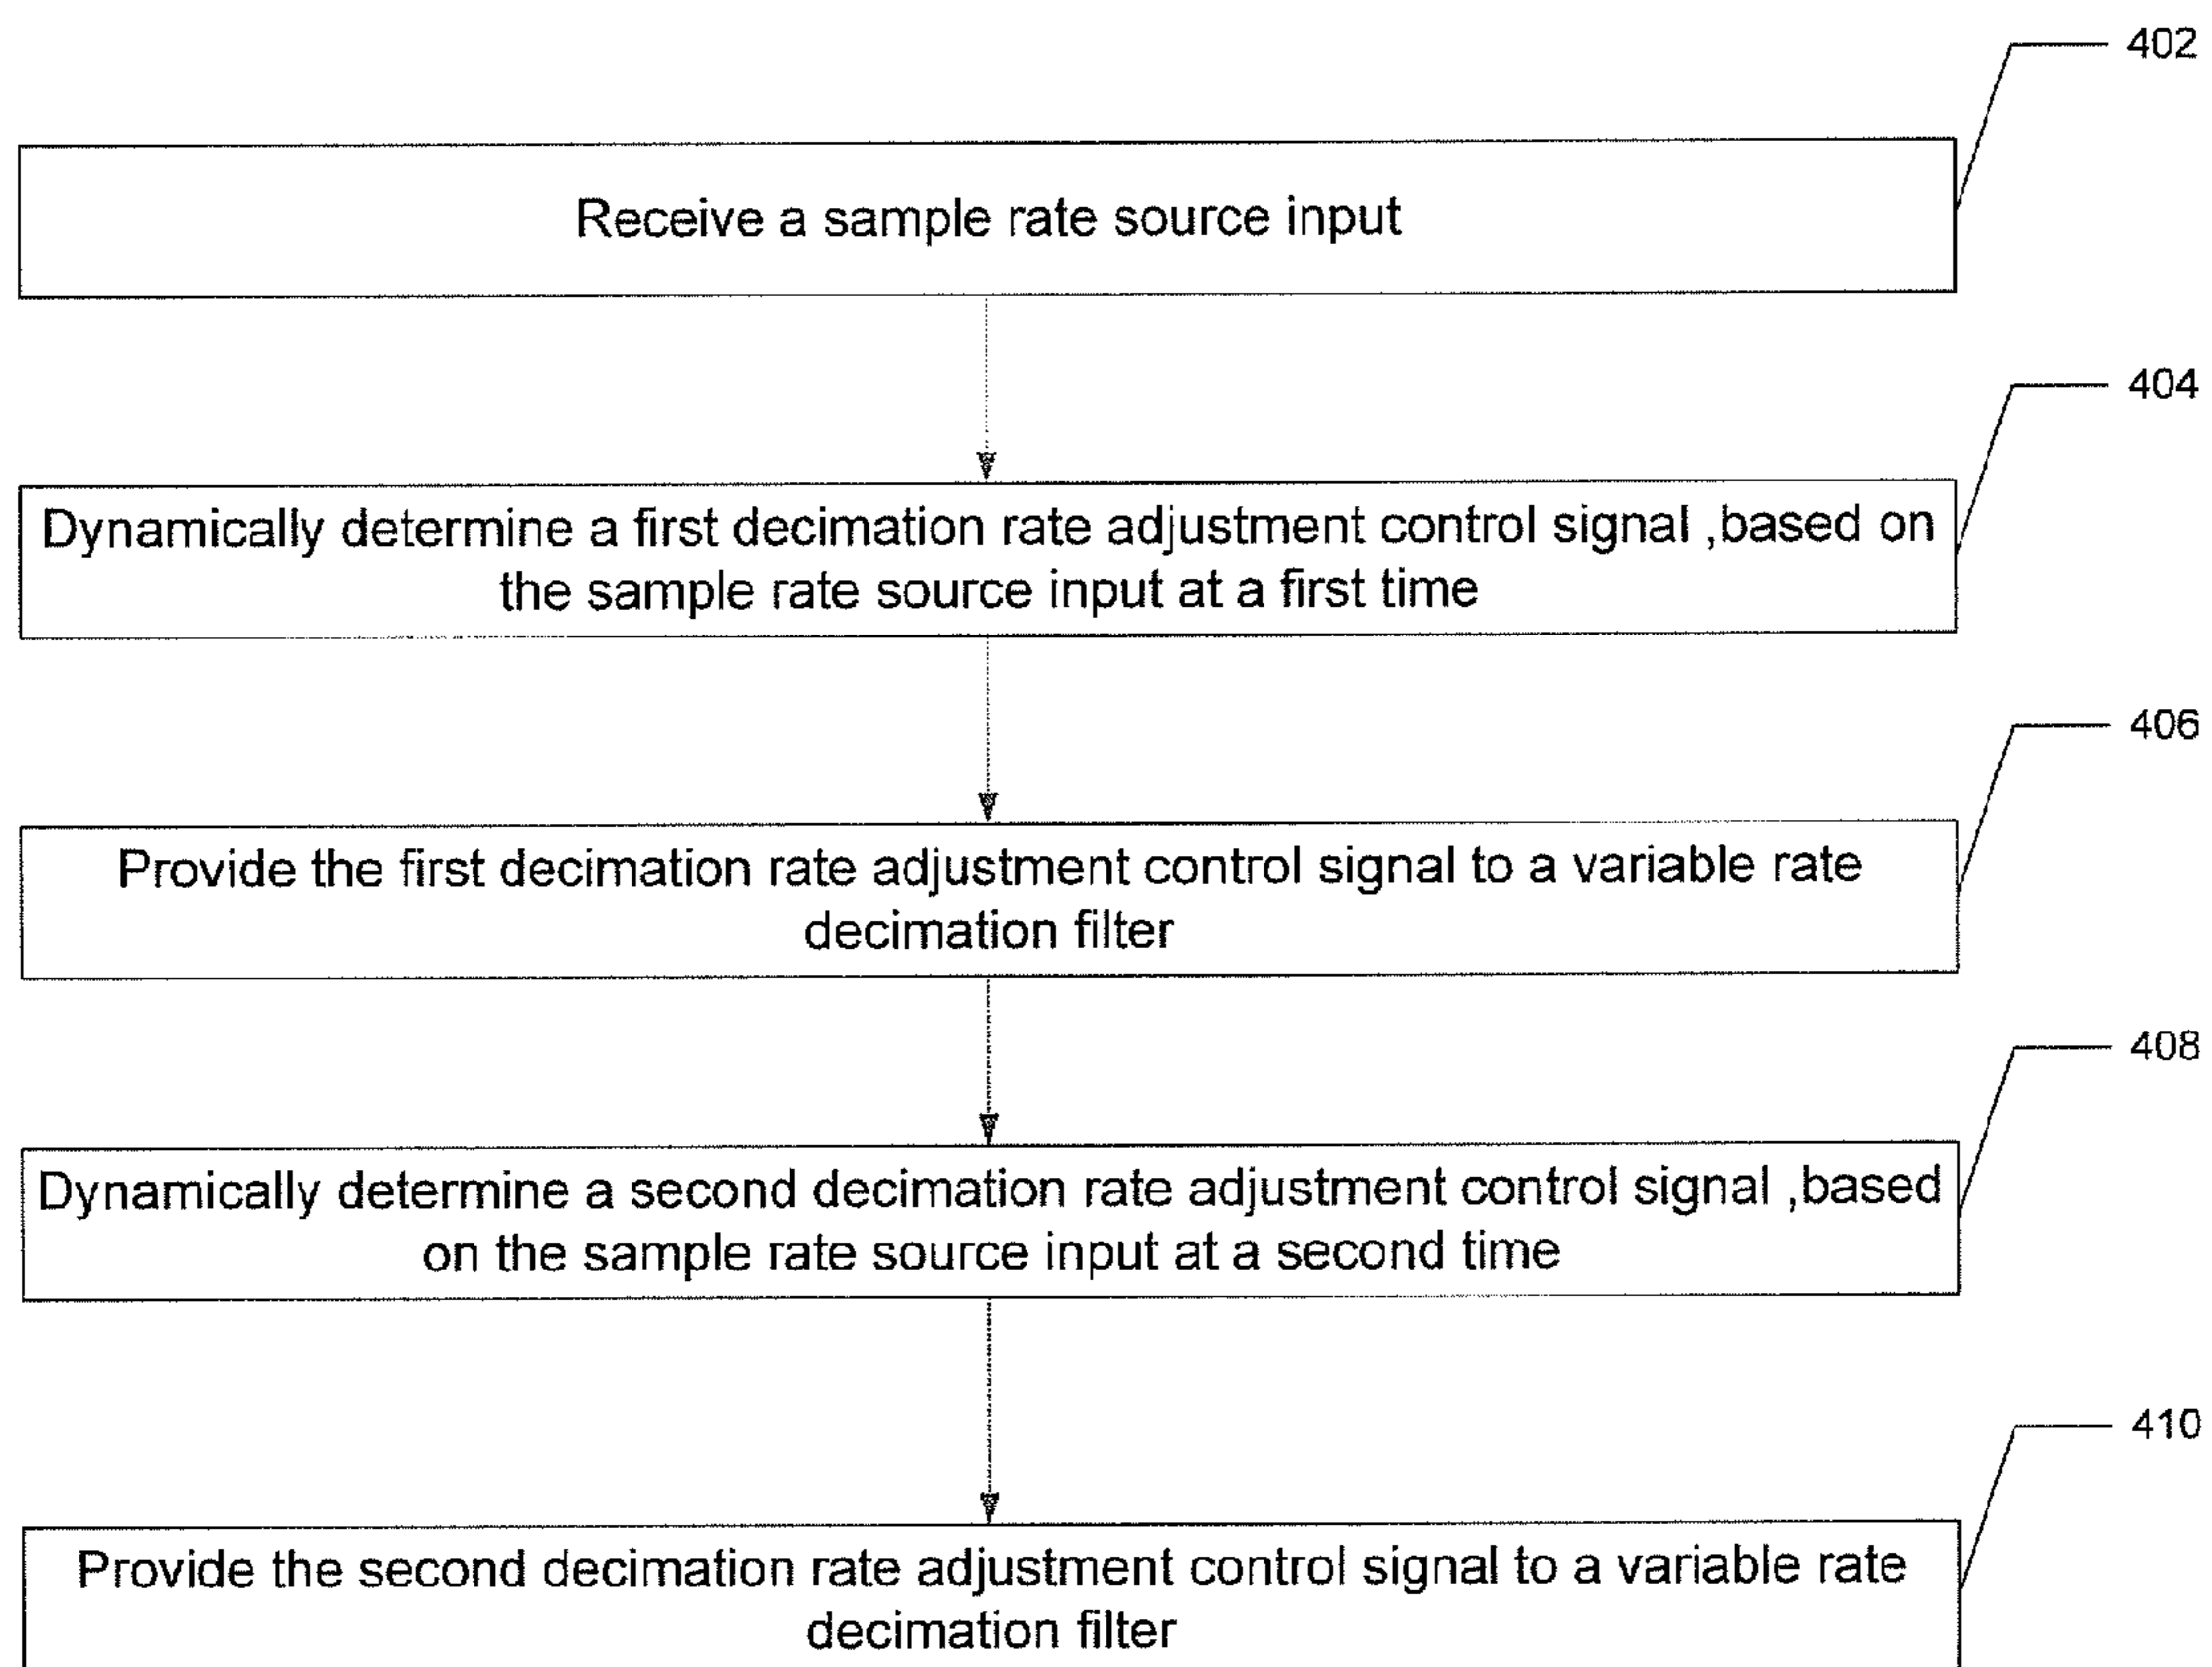 402
Receive a sample rate source input
404
Dynamically determine a first decimation rate adjustment control signal ,based on
the sample rate source input at a first time
406
Provide the first decimation rate adjustment control signal to a variable rate
decimation filter
408
Dynamically determine a second decimation rate adjustment control signal ,based
on the sample rate source input at a second time
410
Provide the second decimation rate adjustment control signal to a variable rate
decimation filter